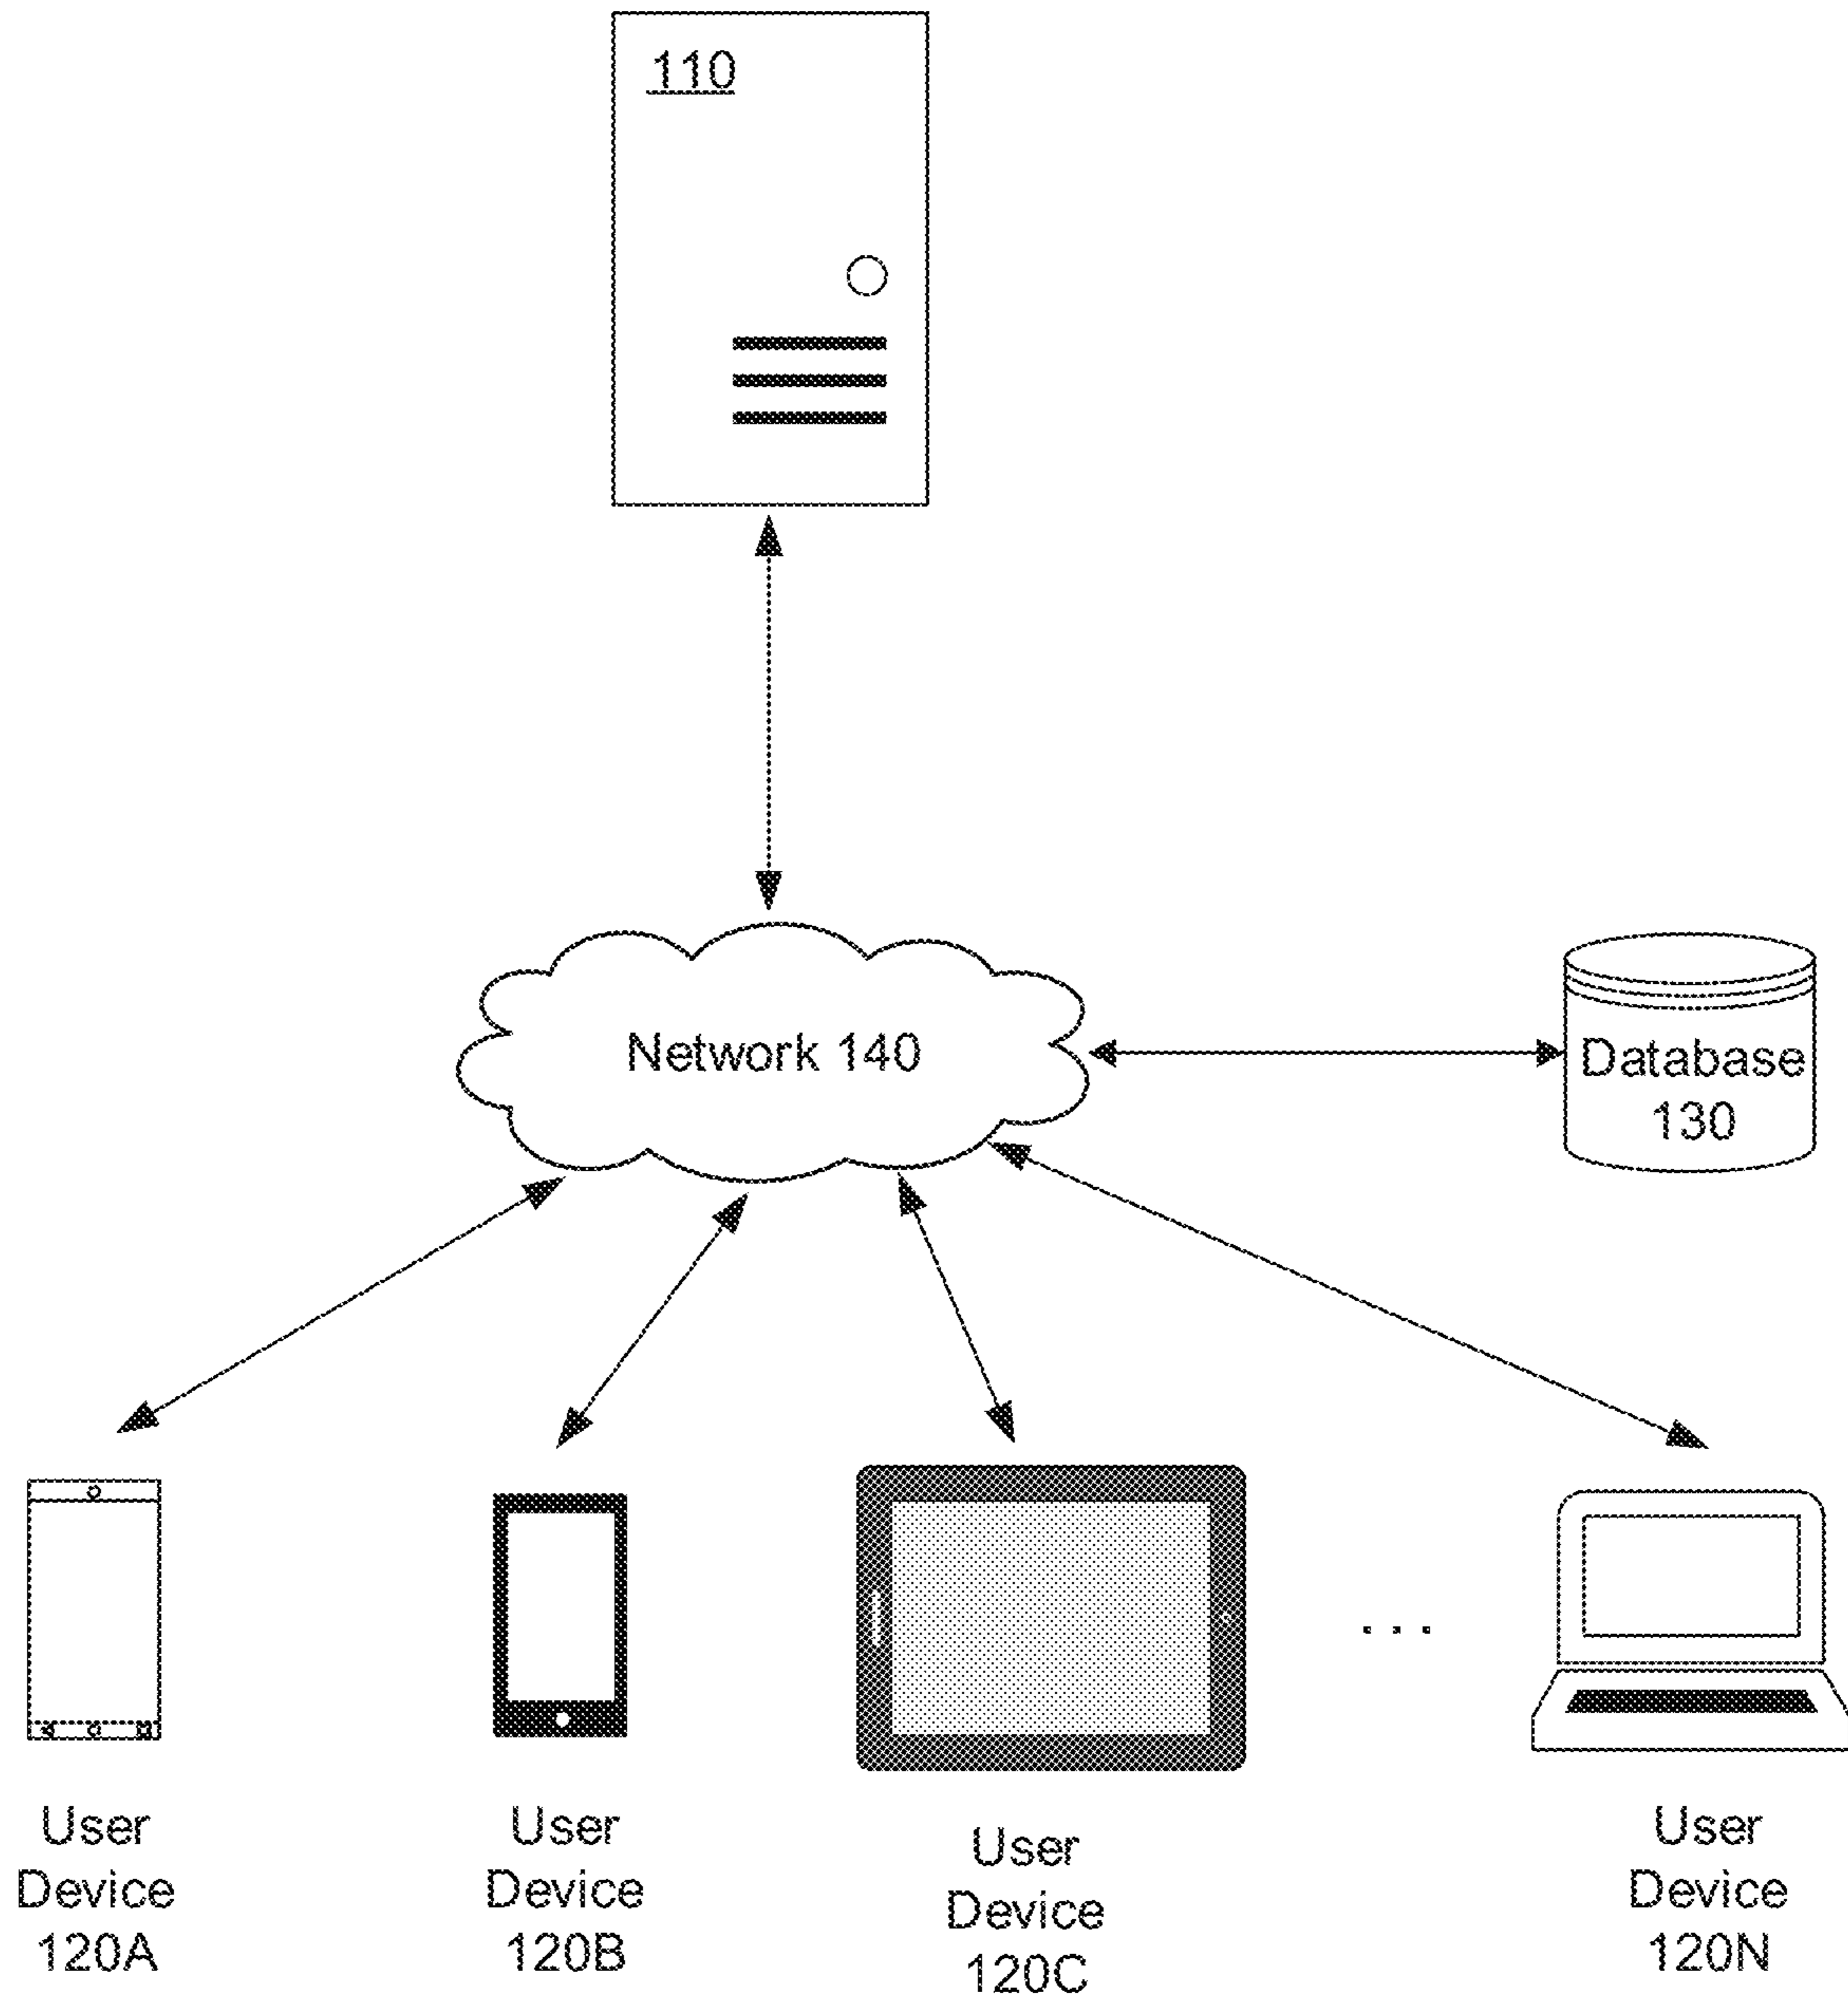 110
Network 140
Database
130
User
Device
120A
User
Device
120B
User
Device
120C
. . .
User
Device
120N